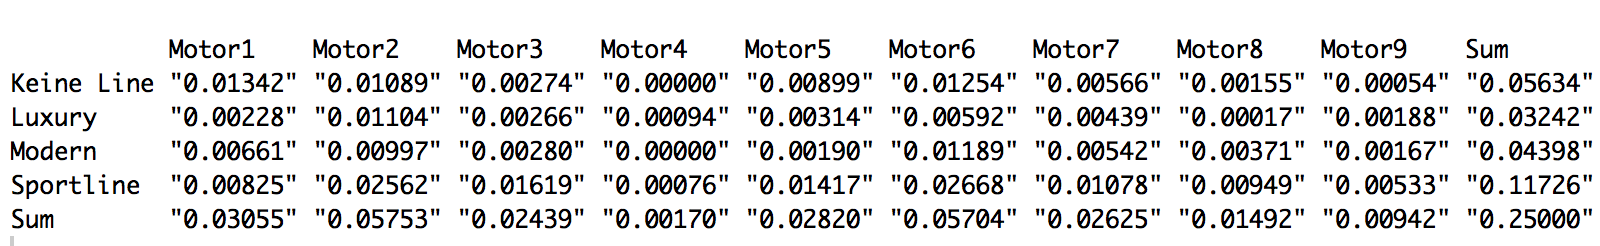 Motor1 Motor2 Motor3 Motor4 Motor5 Motor6 Motor7 Motor8 Motor9 Sum
Keine Line "0.01342" "0.01089" "0.00274" "0.00000" "0.00899" "0.01254" "0.00566" "0.00155" "0.00054" "0.05634"
Luxury "0.00228" "0.01104" "0.00266" "0.00094" "0.00314" "0.00592" "0.00439" "0.00017" "0.00188" "0.03242"
Modern "0.00661" "0.00997" "0.00280" "0.00000" "0.00190" "0.01189" "0.00542" "0.00371" "0.00167" "0.04398"
Sportline "0.00825" "0.02562" "0.01619" "0.00076" "0.01417" "0.02668" "0.01078" "0.00949" "0.00533" "0.11726"
Sum "0.03055" "0.05753" "0.02439" "0.00170" "0.02820" "0.05704" "0.02625" "0.01492" "0.00942" "0.25000"